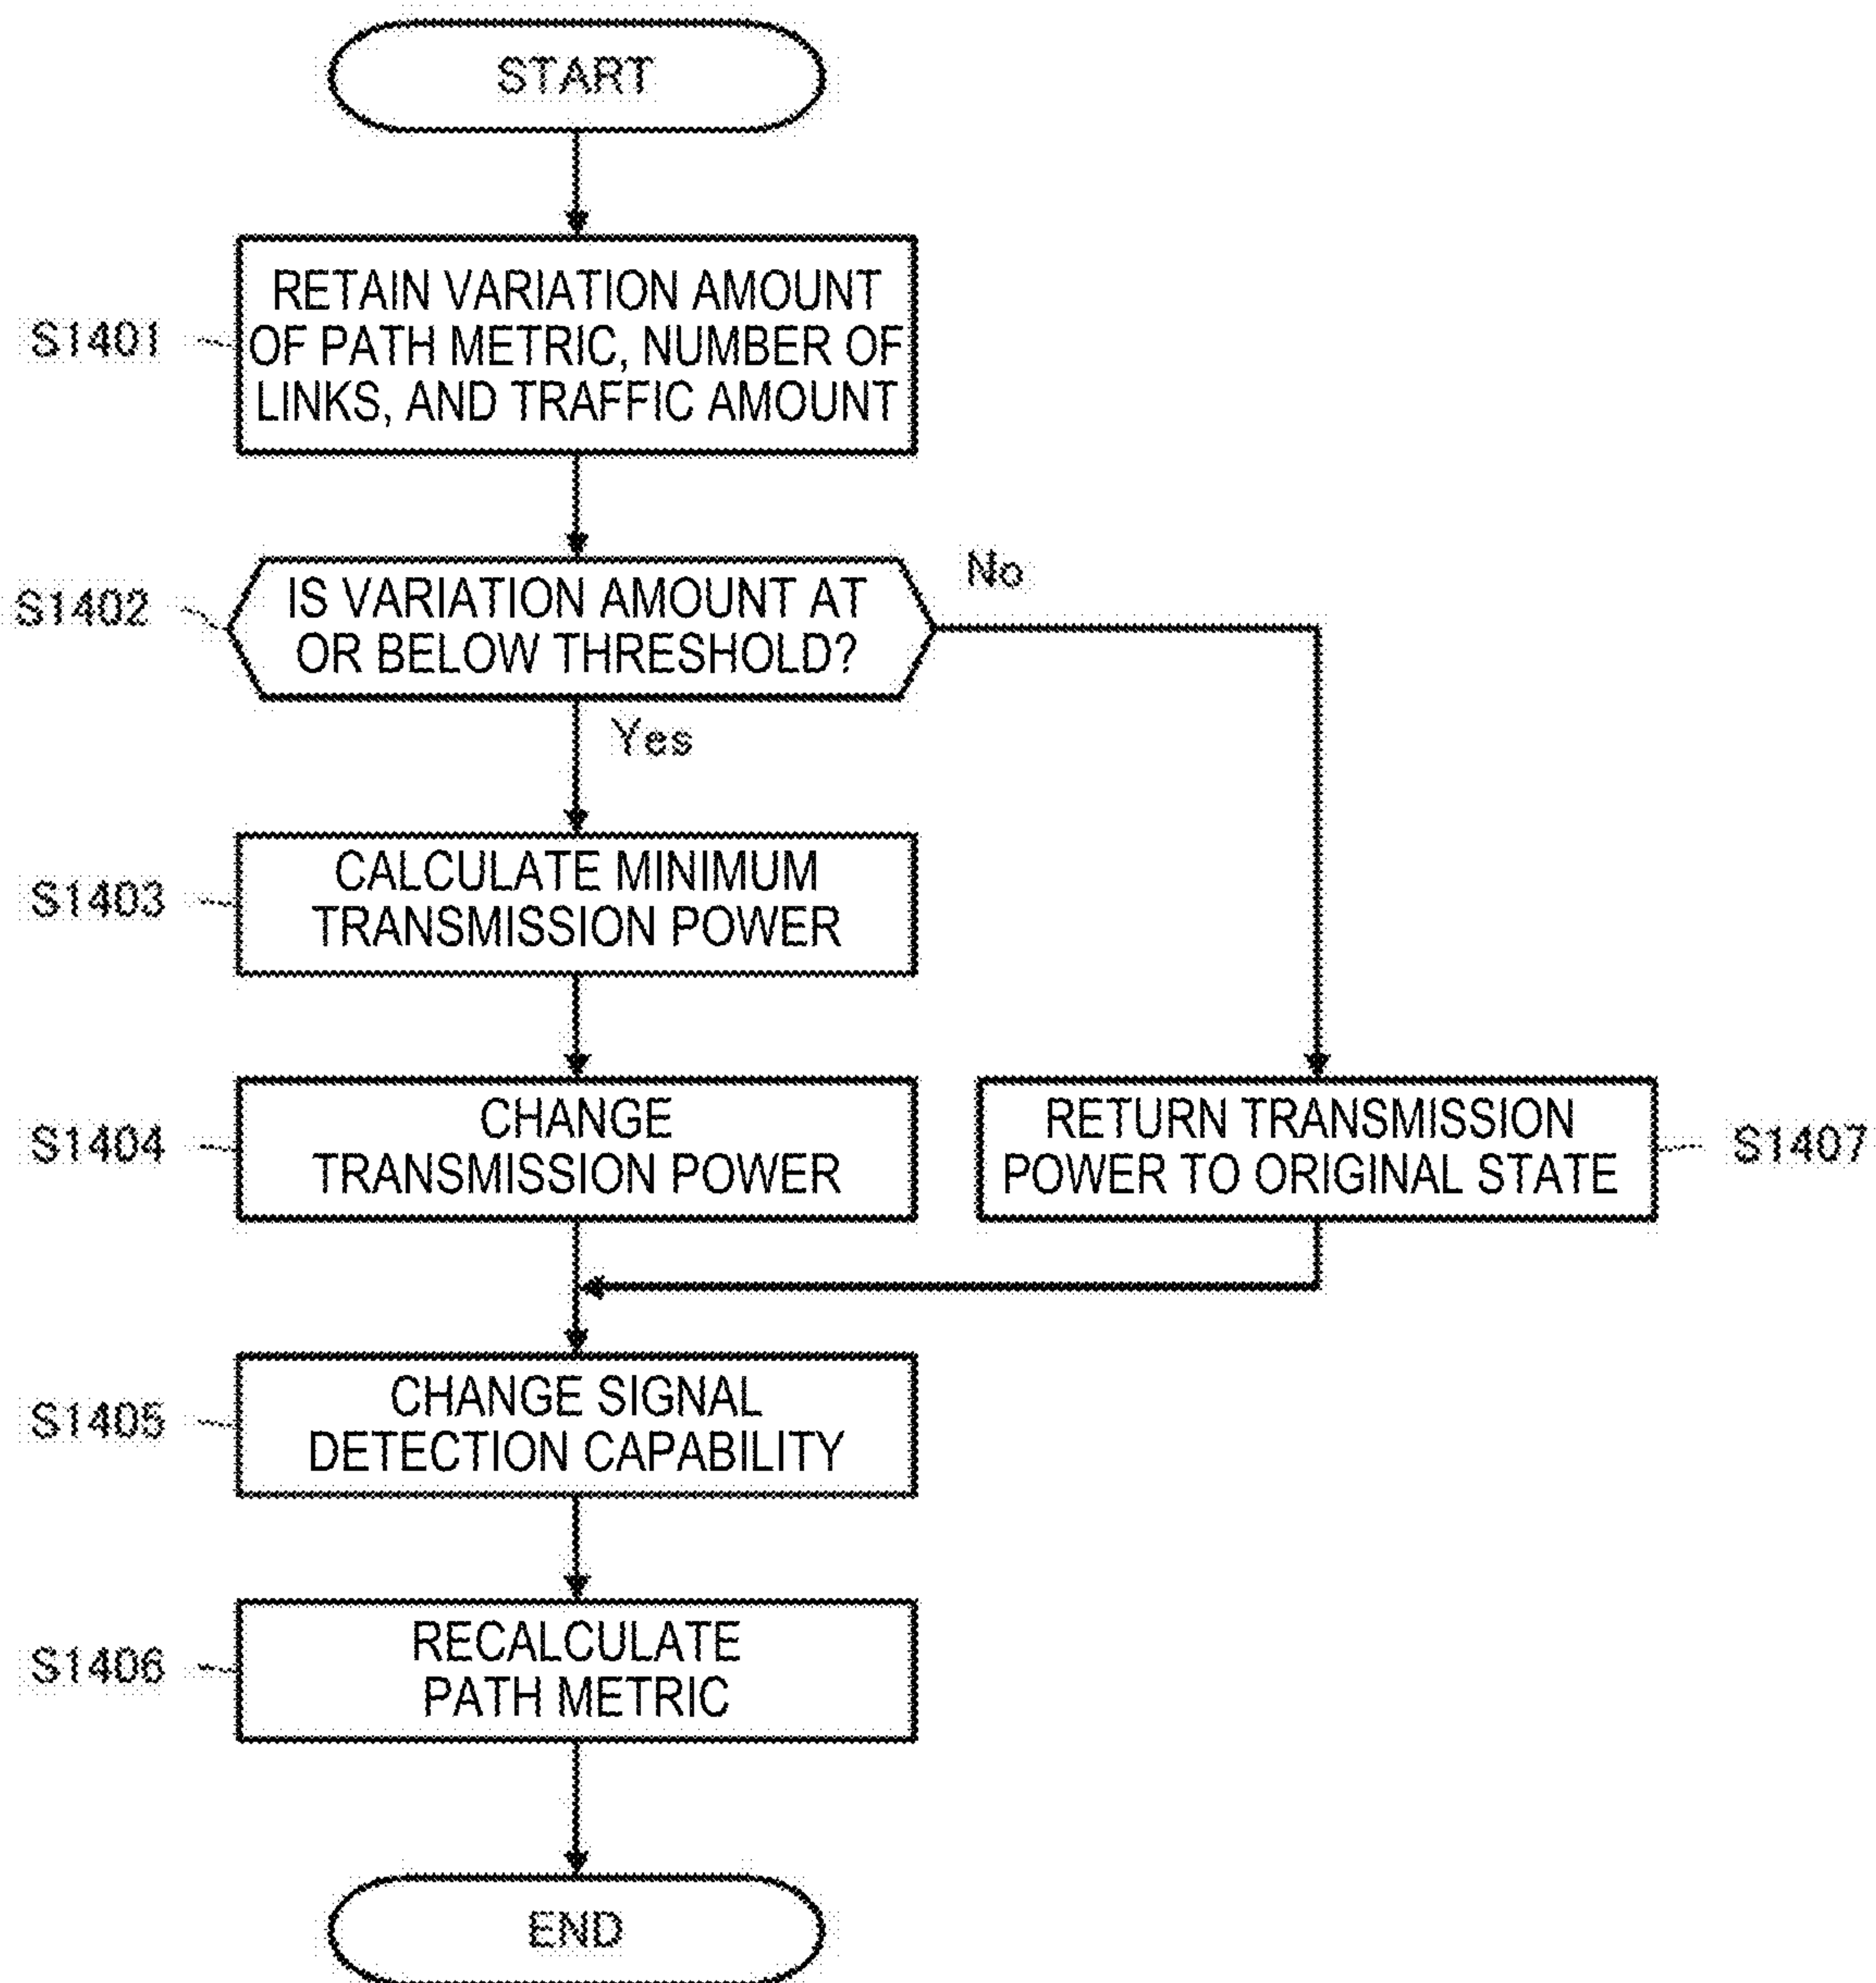 START
S1401
RETAIN VARIATION AMOUNT
OF PATH METRIC, NUMBER OF
LINKS, AND TRAFFIC AMOUNT
S1402
IS VARIATION AMOUNT AT
OR BELOW THRESHOLD?
No
Yes
S1403
CALCULATE MINIMUM
TRANSMISSION POWER
S1404
CHANGE
TRANSMISSION POWER
RETURN TRANSMISSION
POWER TO ORIGINAL STATE
S1407
S1405
CHANGE SIGNAL
DETECTION CAPABILITY
S1406
RECALCULATE
PATH METRIC
END